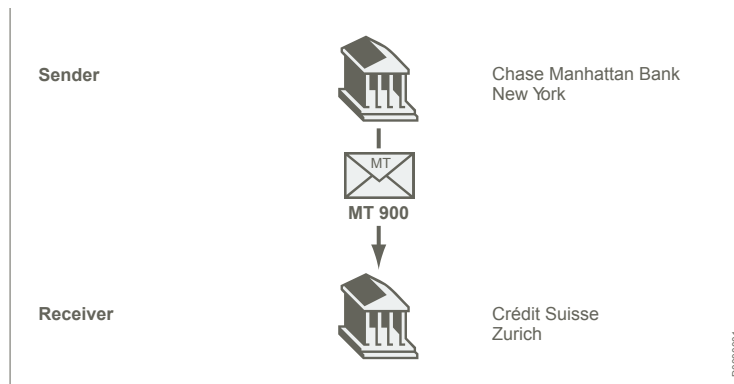 Sender
Chase Manhattan Bank
New York
MT
MT 900
Receiver
Crédit Suisse
Zurich